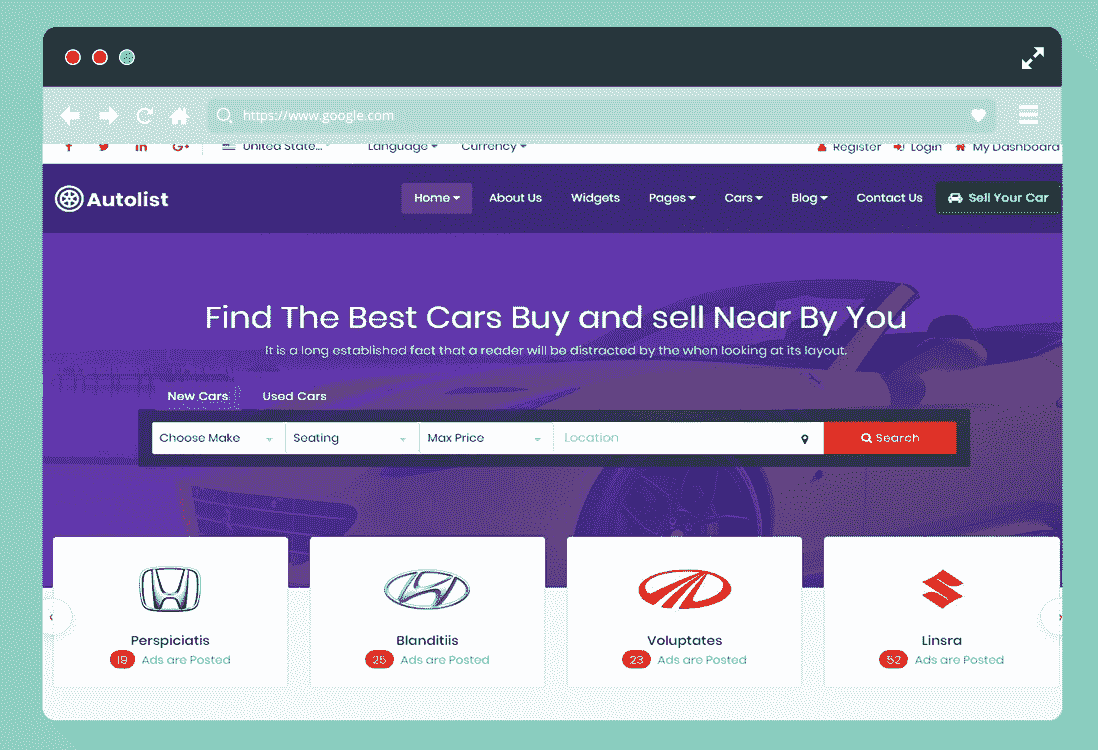 https://www.google.com
f in G+ United State... Language Currency Register Login My Dashboard
Autolist Home About Us Widgets Pages Cars Blog Contact Us Sell Your Car
Find The Best Cars Buy and sell Near By You
It is a long established fact that a reader will be distracted by the when looking at its layout.
New Cars Used Cars
Choose Make Seating Max Price Location Search
Perspiciatis Blanditiis Voluptates Linsra
19 Ads are Posted 25 Ads are Posted 23 Ads are Posted 52 Ads are Posted